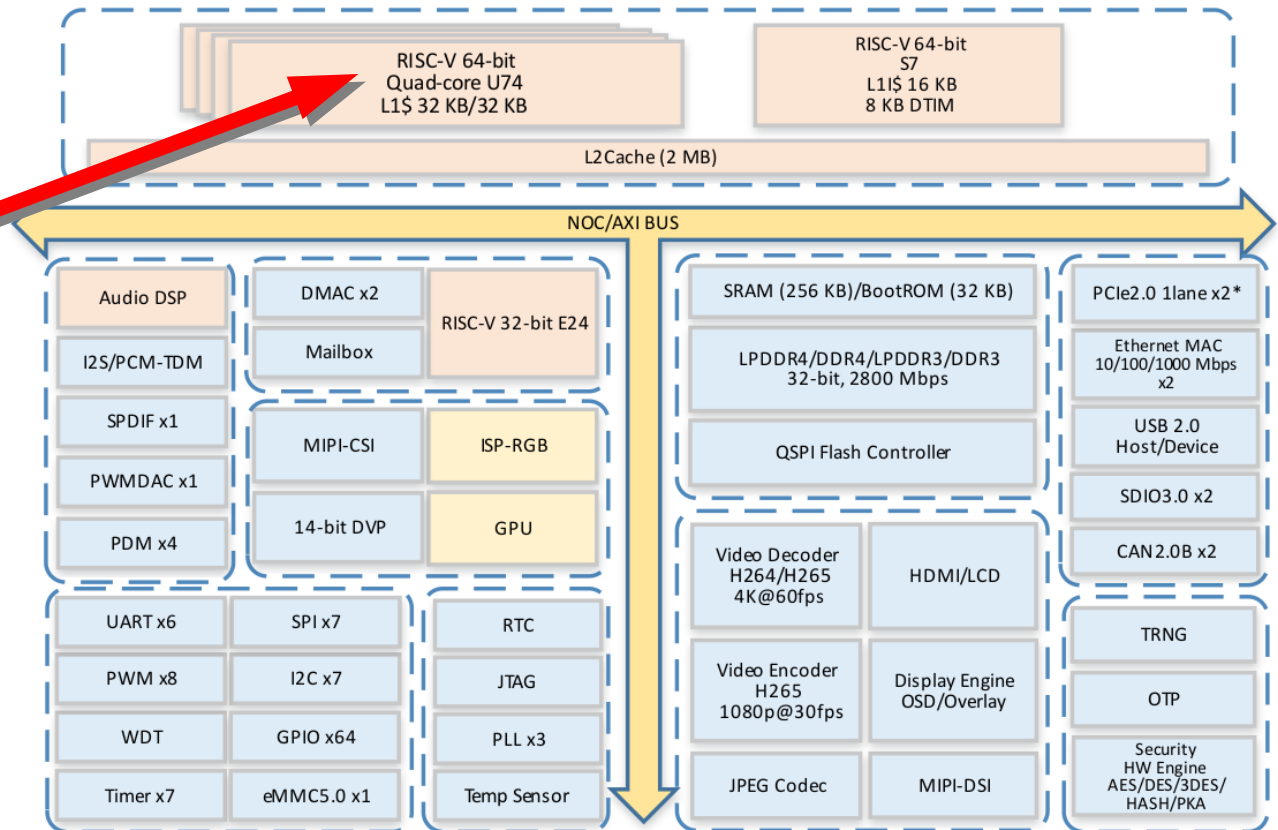 RISC-V 64-bit
Quad-core U74
L1$ 32 KB/32 KB
RISC-V 64-bit
S7
L1I$ 16 KB
8 KB DTIM
L2Cache (2 MB)
NOC/AXI BUS
Audio DSP
I2S/PCM-TDM
SPDIF x1
PWMDAC x1
PDM x4
DMAC x2
Mailbox
RISC-V 32-bit E24
MIPI-CSI
ISP-RGB
14-bit DVP
GPU
SRAM (256 KB)/BootROM (32 KB)
LPDDR4/DDR4/LPDDR3/DDR3
32-bit, 2800 Mbps
QSPI Flash Controller
PCIe2.0 1lane x2*
Ethernet MAC
10/100/1000 Mbps
x2
USB 2.0
Host/Device
SDIO3.0 x2
CAN2.0B x2
UART x6
SPI x7
PWM x8
I2C x7
WDT
GPIO x64
Timer x7
eMMC5.0 x1
RTC
JTAG
PLL x3
Temp Sensor
Video Decoder
H264/H265
4K@60fps
HDMI/LCD
Video Encoder
H265
1080p@30fps
Display Engine
OSD/Overlay
JPEG Codec
MIPI-DSI
TRNG
OTP
Security
HW Engine
AES/DES/3DES/
HASH/PKA